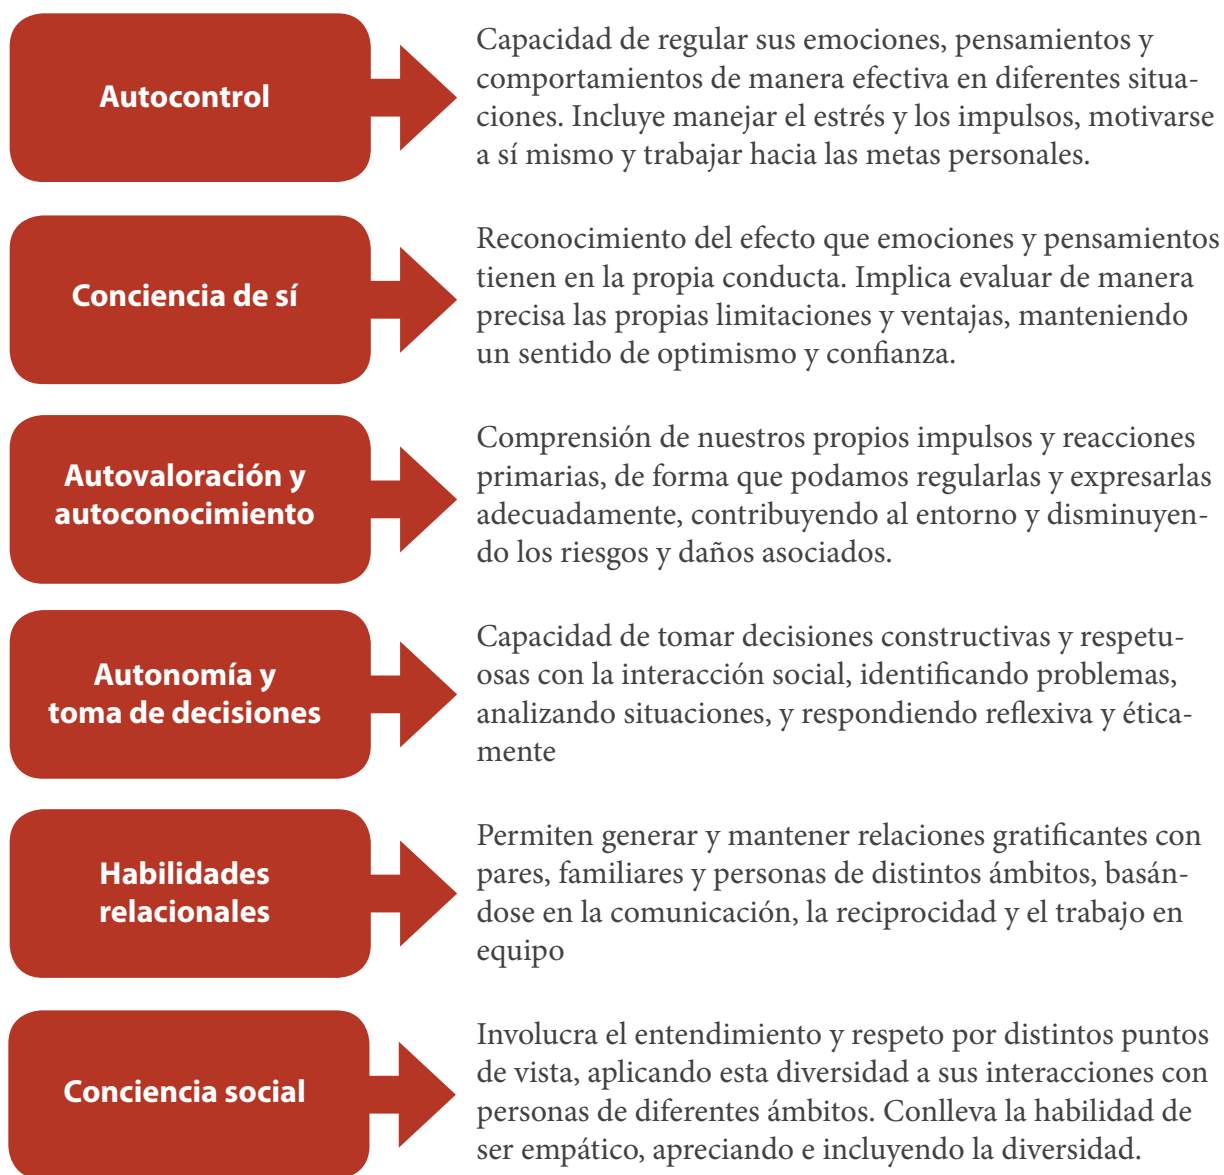 Autocontrol
Capacidad de regular sus emociones, pensamientos y
comportamientos de manera efectiva en diferentes situa-
ciones. Incluye manejar el estrés y los impulsos, motivarse
a sí mismo y trabajar hacia las metas personales.
Conciencia de sí
Reconocimiento del efecto que emociones y pensamientos
tienen en la propia conducta. Implica evaluar de manera
precisa las propias limitaciones y ventajas, manteniendo
un sentido de optimismo y confianza.
Autovaloración y
autoconocimiento
Comprensión de nuestros propios impulsos y reacciones
primarias, de forma que podamos regularlas y expresarlas
adecuadamente, contribuyendo al entorno y disminuyen-
do los riesgos y daños asociados.
Autonomía y
toma de decisiones
Capacidad de tomar decisiones constructivas y respetu-
osas con la interacción social, identificando problemas,
analizando situaciones, y respondiendo reflexiva y ética-
mente
Habilidades
relacionales
Permiten generar y mantener relaciones gratificantes con
pares, familiares y personas de distintos ámbitos, basán-
dose en la comunicación, la reciprocidad y el trabajo en
equipo
Conciencia social
Involucra el entendimiento y respeto por distintos puntos
de vista, aplicando esta diversidad a sus interacciones con
personas de diferentes ámbitos. Conlleva la habilidad de
ser empático, apreciando e incluyendo la diversidad.